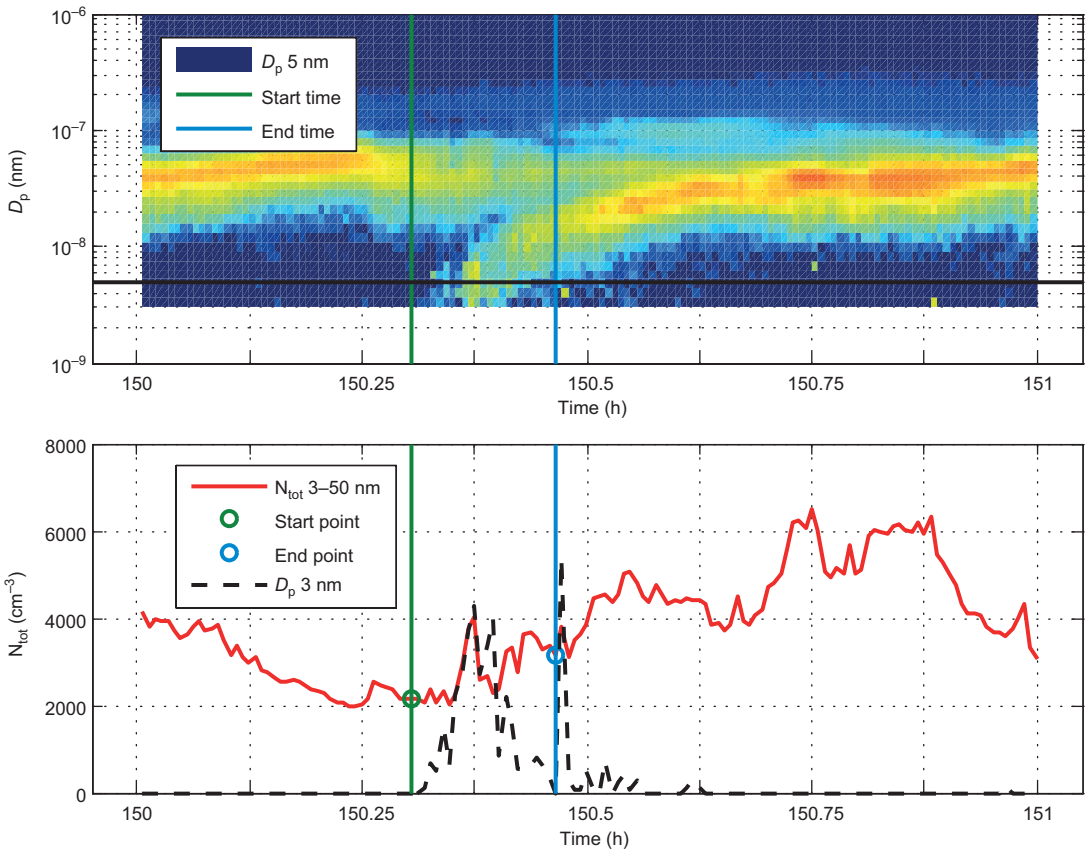 10⁻⁶
D_p 5 nm
Start time
End time
10⁻⁷
D_p (nm)
10⁻⁸
10⁻⁹
150 150.25 150.5 150.75 151
Time (h)
8000
N_tot 3–50 nm
Start point
End point
D_p 3 nm
6000
N_tot (cm⁻³)
4000
2000
0
150 150.25 150.5 150.75 151
Time (h)